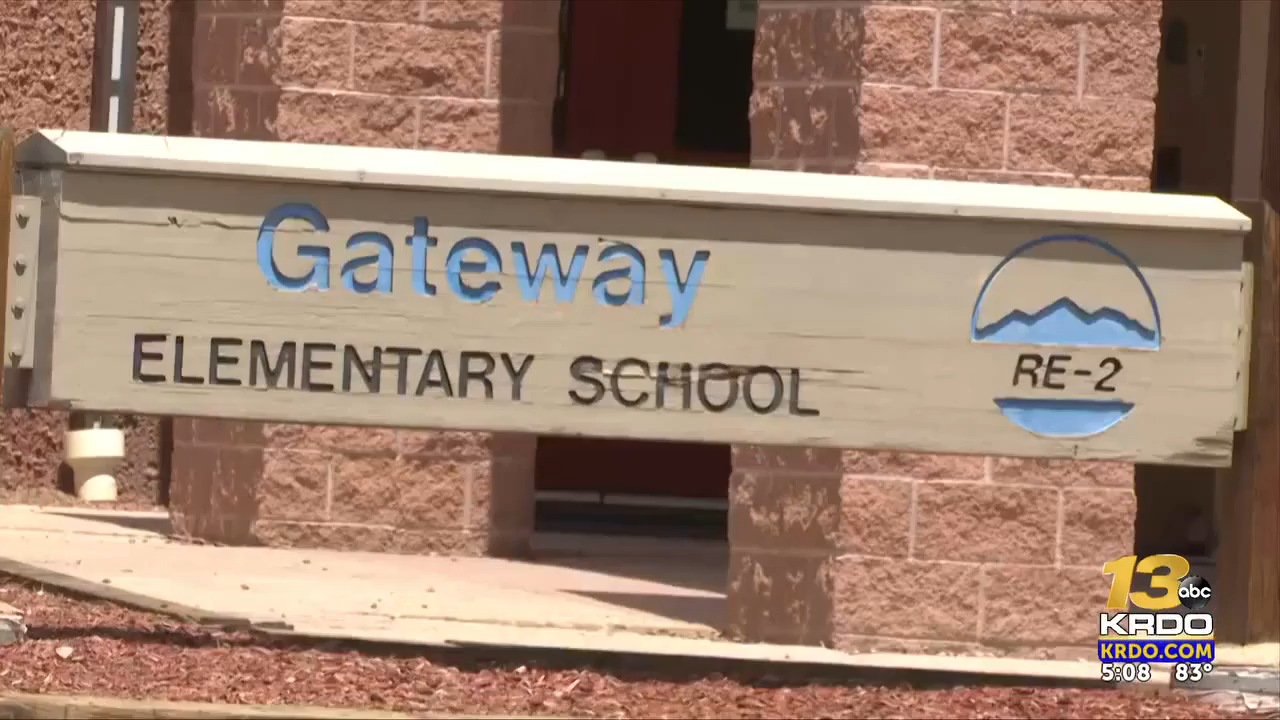 Gateway
ELEMENTARY SCHOOL
RE-2
13 abc
KRDO
KRDO.COM
5:08 83°